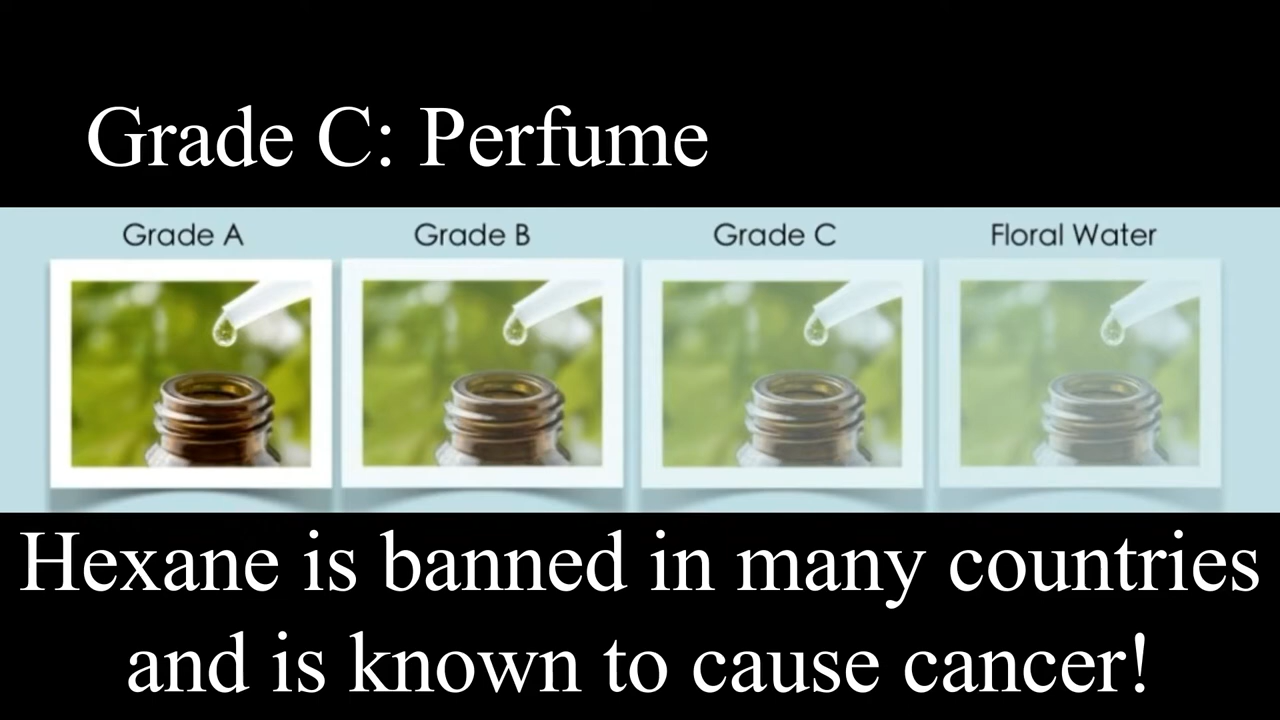 Grade C: Perfume
Grade A
Grade B
Grade C
Floral Water
Hexane is banned in many countries
and is known to cause cancer!